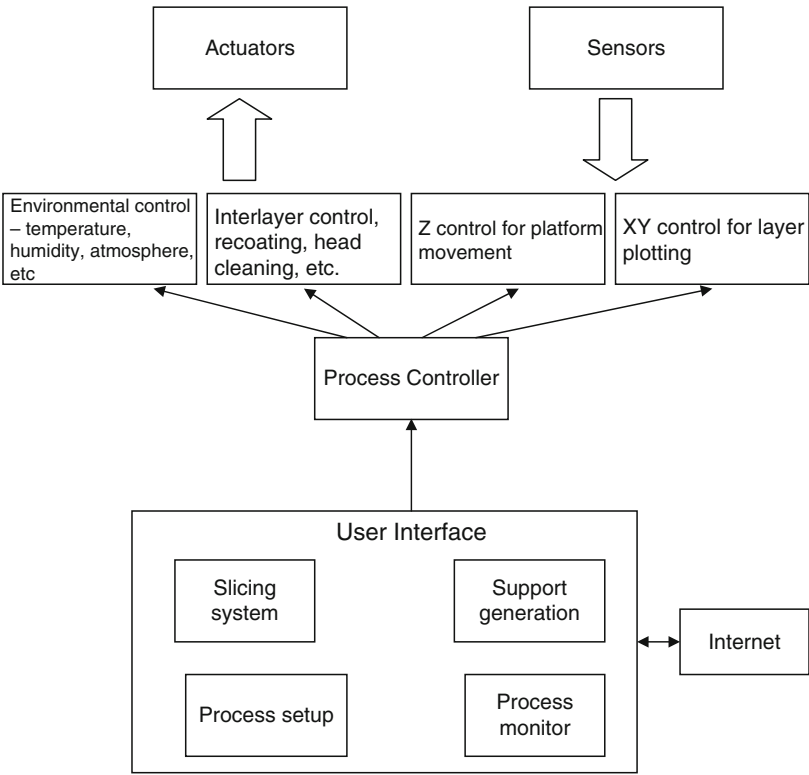 Actuators
Sensors
Environmental control
– temperature,
humidity, atmosphere,
etc
Interlayer control,
recoating, head
cleaning, etc.
Z control for platform
movement
XY control for layer
plotting
Process Controller
User Interface
Slicing
system
Support
generation
Internet
Process setup
Process
monitor